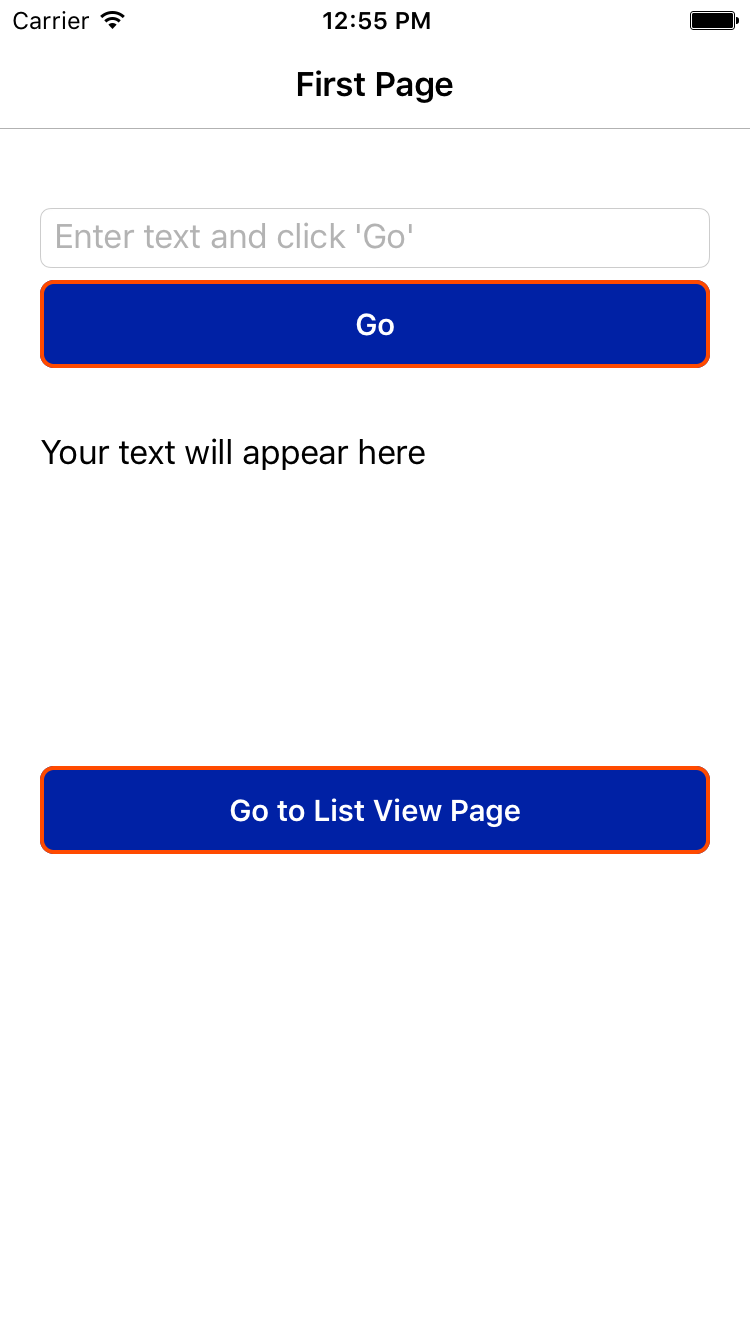 Carrier 12:55 PM
First Page
Enter text and click 'Go'
Go
Your text will appear here
Go to List View Page